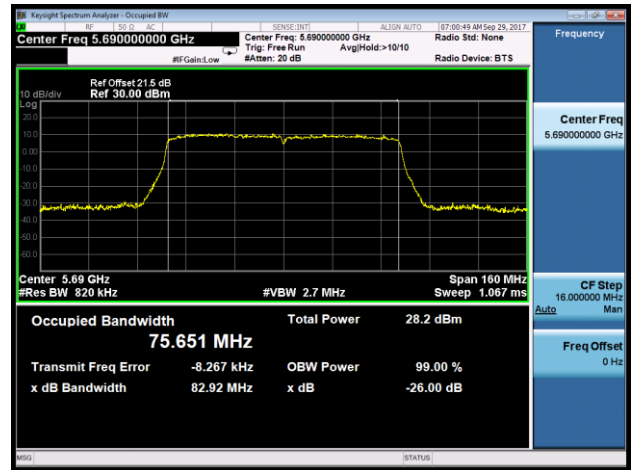 Keysight Spectrum Analyzer - Occupied BW
RF 50 Ω AC SENSE:INT ALIGN AUTO 07:00:49 AM Sep 29, 2017
Center Freq 5.690000000 GHz Center Freq: 5.690000000 GHz Radio Std: None Frequency
Trig: Free Run Avg|Hold:>10/10
#IFGain:Low #Atten: 20 dB Radio Device: BTS
Ref Offset 21.5 dB
10 dB/div Ref 30.00 dBm
Log
20.0
10.0
0.00
-10.0
-20.0
-30.0
-40.0
-50.0
-60.0
Center Freq
5.690000000 GHz
Center 5.69 GHz Span 160 MHz
#Res BW 820 kHz #VBW 2.7 MHz Sweep 1.067 ms
CF Step
16.000000 MHz
Auto Man
Occupied Bandwidth Total Power 28.2 dBm
75.651 MHz
Transmit Freq Error -8.267 kHz OBW Power 99.00 %
x dB Bandwidth 82.92 MHz x dB -26.00 dB
Freq Offset
0 Hz
MSG STATUS